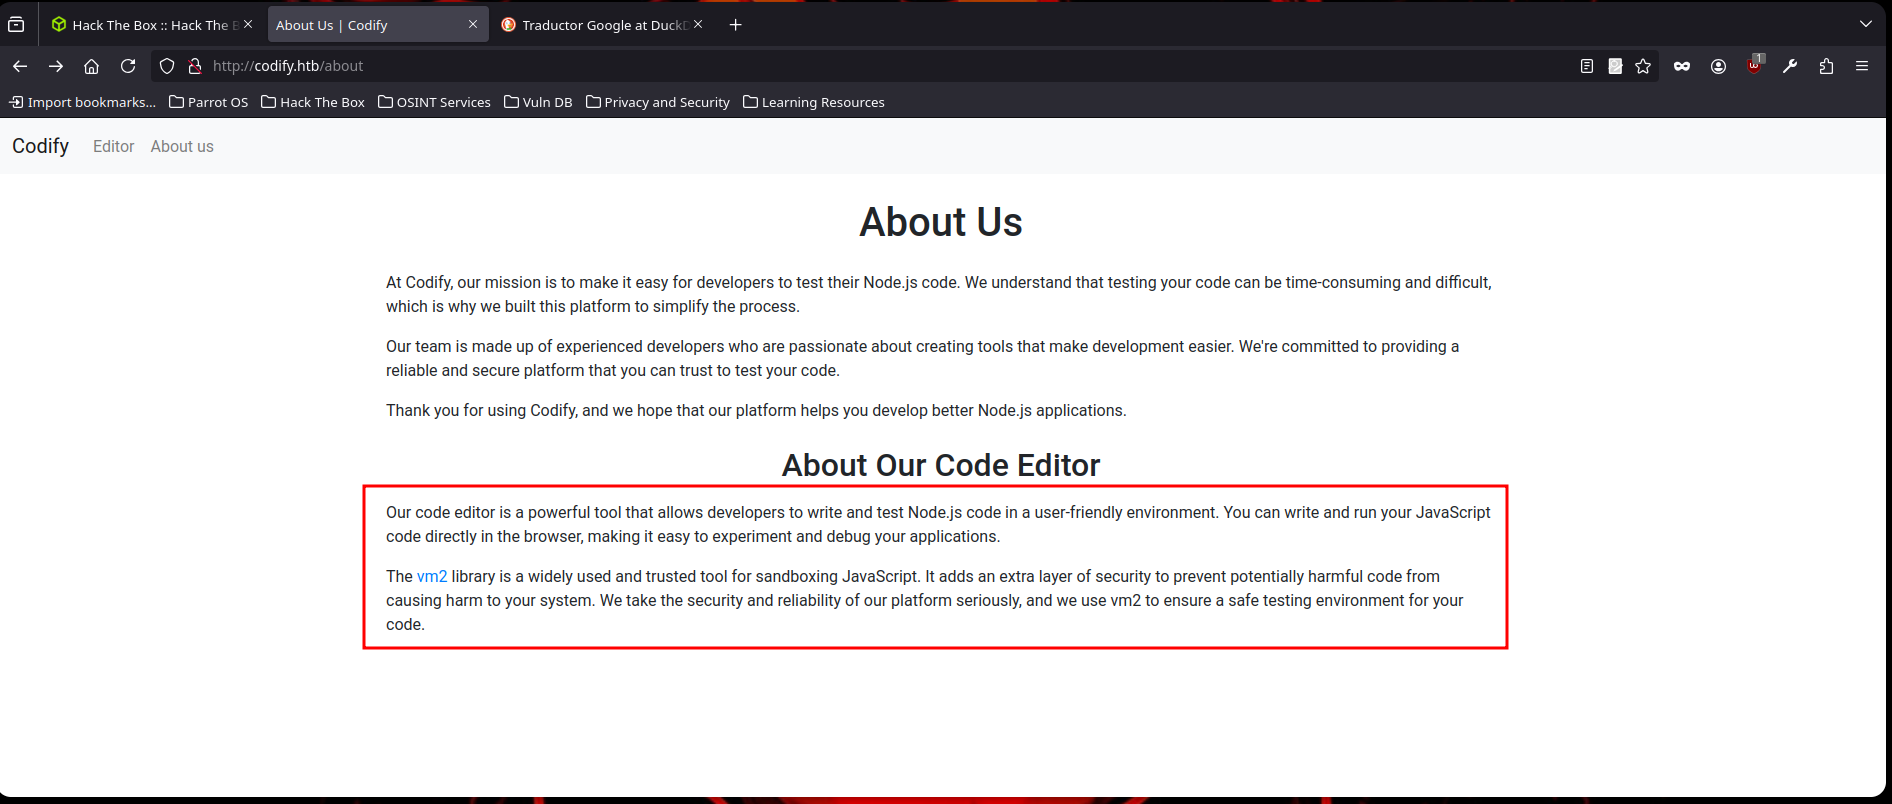 Hack The Box :: Hack The B
About Us | Codify
Traductor Google at DuckD
http://codify.htb/about
1
Import bookmarks... Parrot OS Hack The Box OSINT Services Vuln DB Privacy and Security Learning Resources
Codify Editor About us
About Us
At Codify, our mission is to make it easy for developers to test their Node.js code. We understand that testing your code can be time-consuming and difficult,
which is why we built this platform to simplify the process.
Our team is made up of experienced developers who are passionate about creating tools that make development easier. We're committed to providing a
reliable and secure platform that you can trust to test your code.
Thank you for using Codify, and we hope that our platform helps you develop better Node.js applications.
About Our Code Editor
Our code editor is a powerful tool that allows developers to write and test Node.js code in a user-friendly environment. You can write and run your JavaScript
code directly in the browser, making it easy to experiment and debug your applications.
The vm2 library is a widely used and trusted tool for sandboxing JavaScript. It adds an extra layer of security to prevent potentially harmful code from
causing harm to your system. We take the security and reliability of our platform seriously, and we use vm2 to ensure a safe testing environment for your
code.